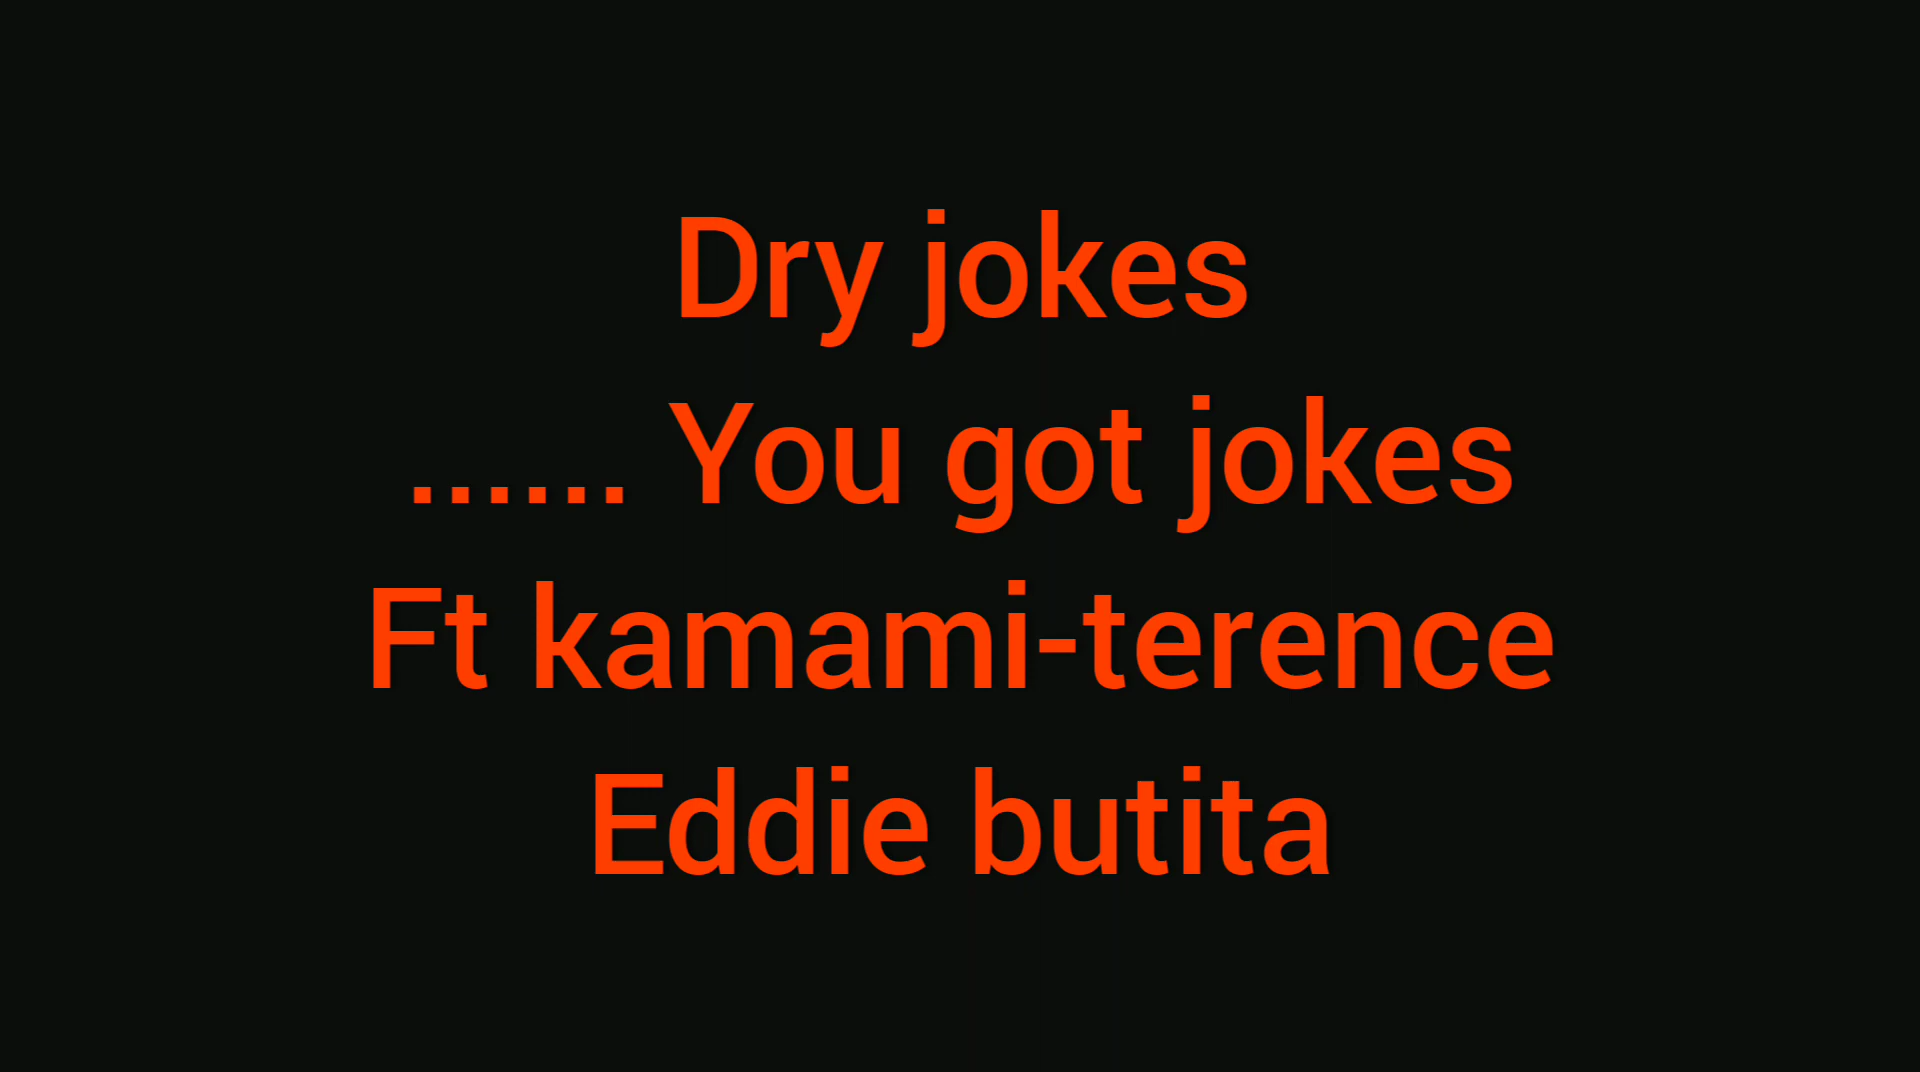 Dry jokes
...... You got jokes
Ft kamami-terence
Eddie butita